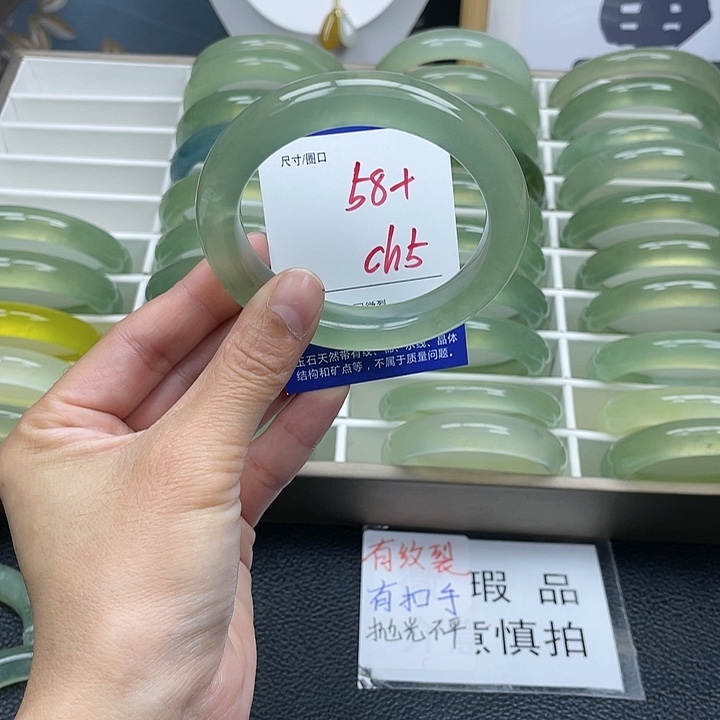 尺寸/圈口
58+
ch5
玉石天然带有纹、棉、水线、晶体
结构和矿点等，不属于质量问题。
有纹裂
有扣手
抛光不平
瑕 品
慎拍